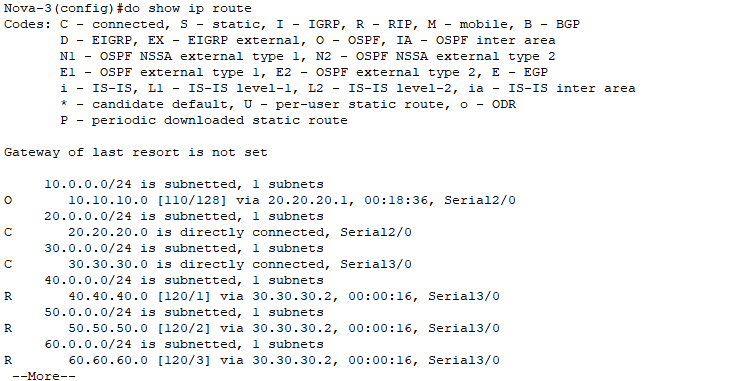 Nova-3(config)#do show ip route
Codes: C - connected, S - static, I - IGRP, R - RIP, M - mobile, B - BGP
       D - EIGRP, EX - EIGRP external, O - OSPF, IA - OSPF inter area
       N1 - OSPF NSSA external type 1, N2 - OSPF NSSA external type 2
       E1 - OSPF external type 1, E2 - OSPF external type 2, E - EGP
       i - IS-IS, L1 - IS-IS level-1, L2 - IS-IS level-2, ia - IS-IS inter area
       * - candidate default, U - per-user static route, o - ODR
       P - periodic downloaded static route

Gateway of last resort is not set

     10.0.0.0/24 is subnetted, 1 subnets
O       10.10.10.0 [110/128] via 20.20.20.1, 00:18:36, Serial2/0
     20.0.0.0/24 is subnetted, 1 subnets
C       20.20.20.0 is directly connected, Serial2/0
     30.0.0.0/24 is subnetted, 1 subnets
C       30.30.30.0 is directly connected, Serial3/0
     40.0.0.0/24 is subnetted, 1 subnets
R       40.40.40.0 [120/1] via 30.30.30.2, 00:00:16, Serial3/0
     50.0.0.0/24 is subnetted, 1 subnets
R       50.50.50.0 [120/2] via 30.30.30.2, 00:00:16, Serial3/0
     60.0.0.0/24 is subnetted, 1 subnets
R       60.60.60.0 [120/3] via 30.30.30.2, 00:00:16, Serial3/0
 --More--